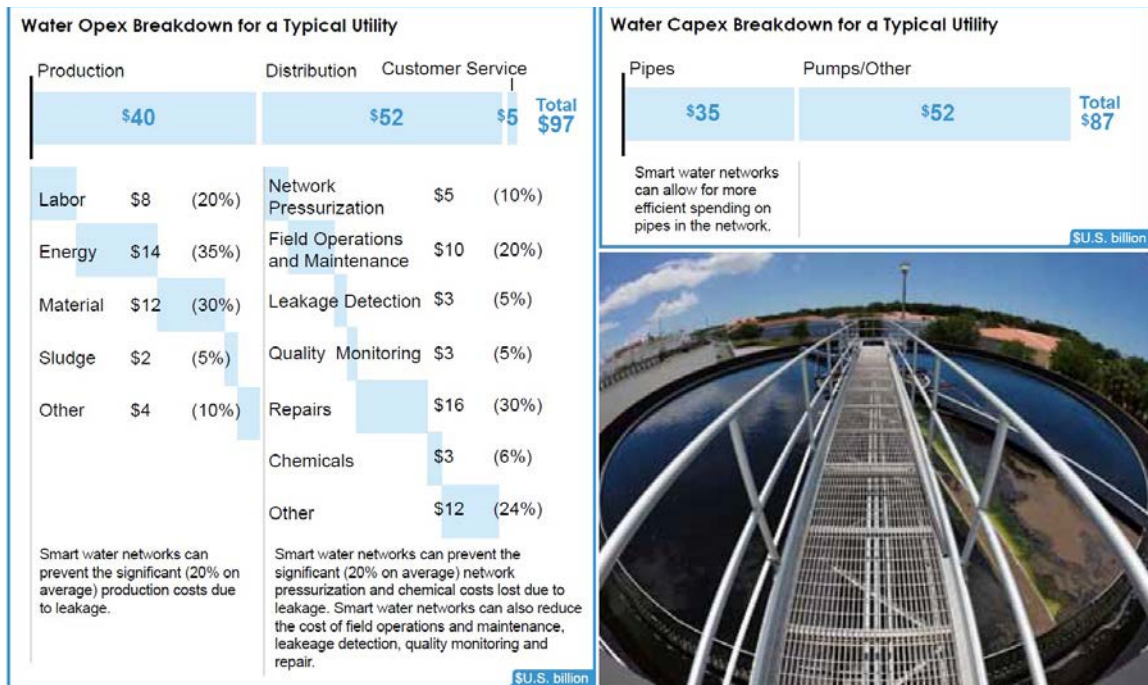 Water Opex Breakdown for a Typical Utility
Production
Distribution
Customer Service
$40
$52
$5
Total
$97
Labor $8 (20%)
Energy $14 (35%)
Material $12 (30%)
Sludge $2 (5%)
Other $4 (10%)
Smart water networks can
prevent the significant (20% on
average) production costs due
to leakage.
Network
Pressurization $5 (10%)
Field Operations
and Maintenance $10 (20%)
Leakage Detection $3 (5%)
Quality Monitoring $3 (5%)
Repairs $16 (30%)
Chemicals $3 (6%)
Other $12 (24%)
Smart water networks can prevent the
significant (20% on average) network
pressurization and chemical costs lost due to
leakage. Smart water networks can also reduce
the cost of field operations and maintenance,
leakeage detection, quality monitoring and
repair.
$U.S. billion
Water Capex Breakdown for a Typical Utility
Pipes
Pumps/Other
$35
$52
Total
$87
Smart water networks
can allow for more
efficient spending on
pipes in the network.
$U.S. billion